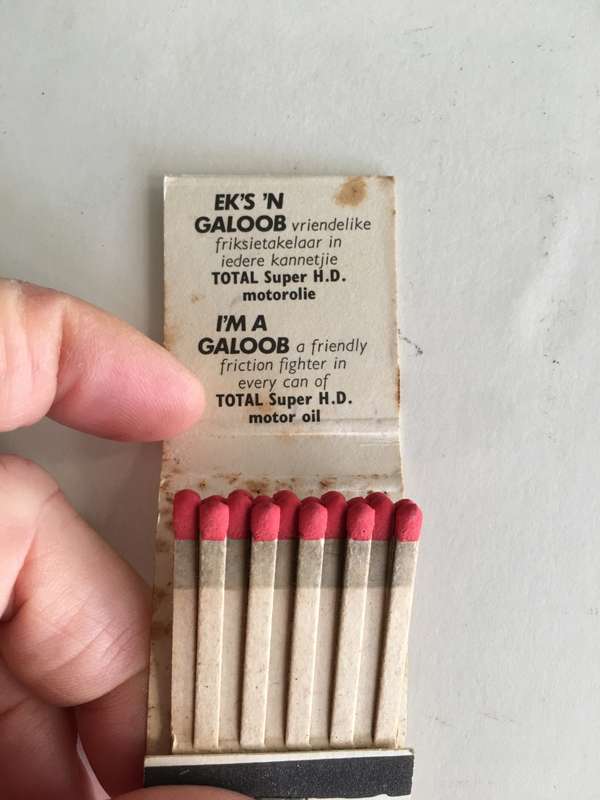 EK'S 'N
GALOOB vriendelike
friksietakelaar in
iedere kannetjie
TOTAL Super H.D.
motorolie
I'M A
GALOOB a friendly
friction fighter in
every can of
TOTAL Super H.D.
motor oil